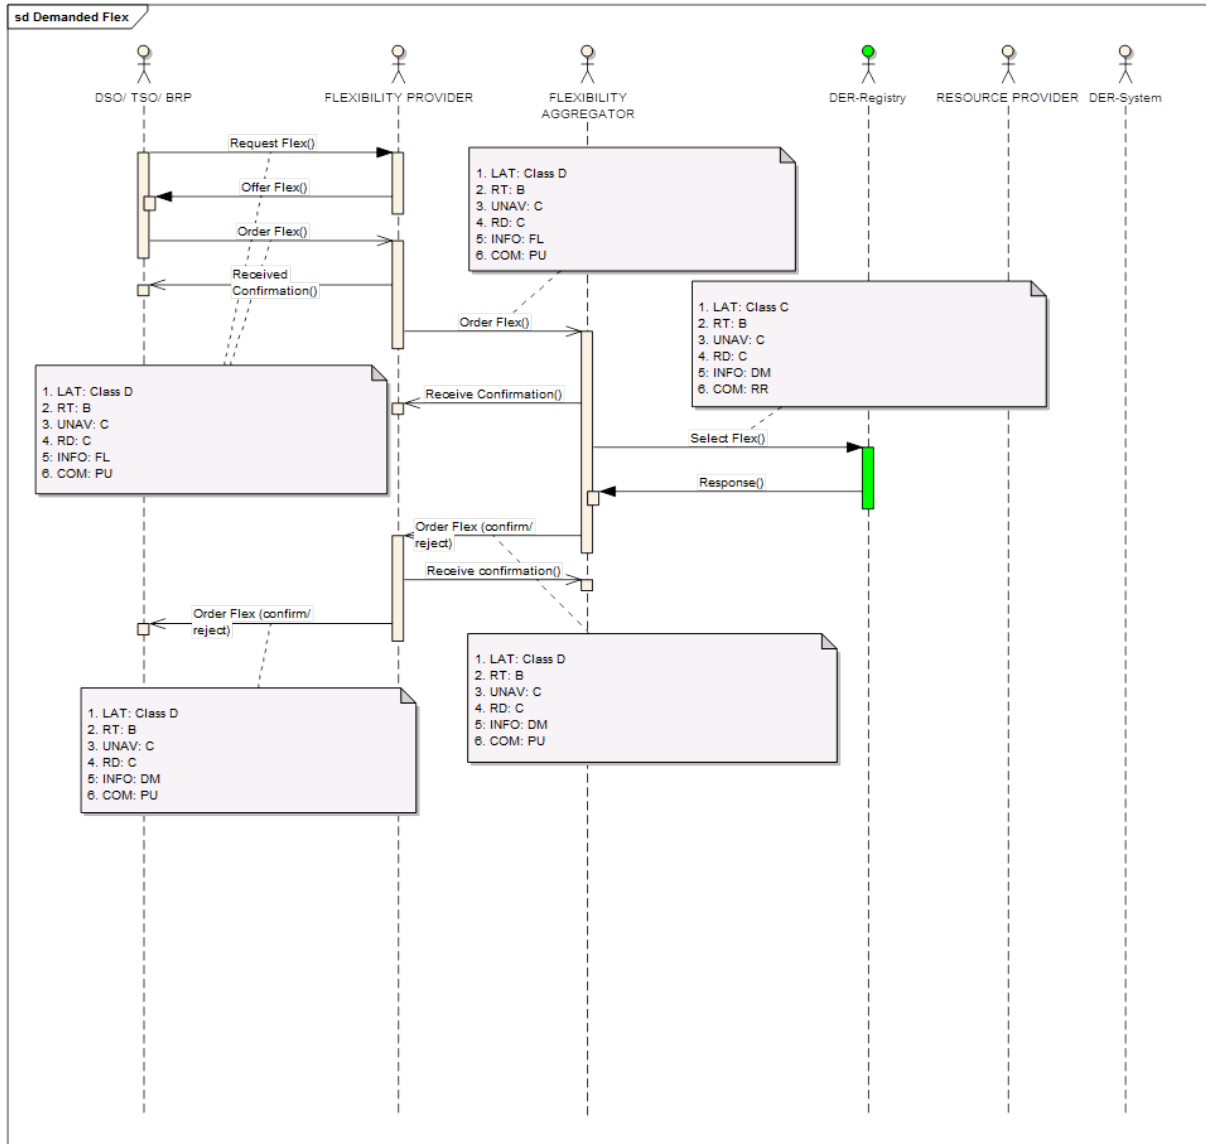 sd Demanded Flex
DSO/ TSO/ BRP
FLEXIBILITY PROVIDER
FLEXIBILITY
AGGREGATOR
DER-Registry
RESOURCE PROVIDER
DER-System
Request Flex()
Offer Flex()
Order Flex()
Received
Confirmation()
1. LAT: Class D
2. RT: B
3. UNAV: C
4. RD: C
5: INFO: FL
6. COM: PU
Order Flex()
1. LAT: Class C
2. RT: B
3. UNAV: C
4. RD: C
5: INFO: DM
6. COM: RR
1. LAT: Class D
2. RT: B
3. UNAV: C
4. RD: C
5: INFO: FL
6. COM: PU
Receive Confirmation()
Select Flex()
Response()
Order Flex (confirm/
reject)
Receive confirmation()
Order Flex (confirm/
reject)
1. LAT: Class D
2. RT: B
3. UNAV: C
4. RD: C
5: INFO: DM
6. COM: PU
1. LAT: Class D
2. RT: B
3. UNAV: C
4. RD: C
5: INFO: DM
6. COM: PU